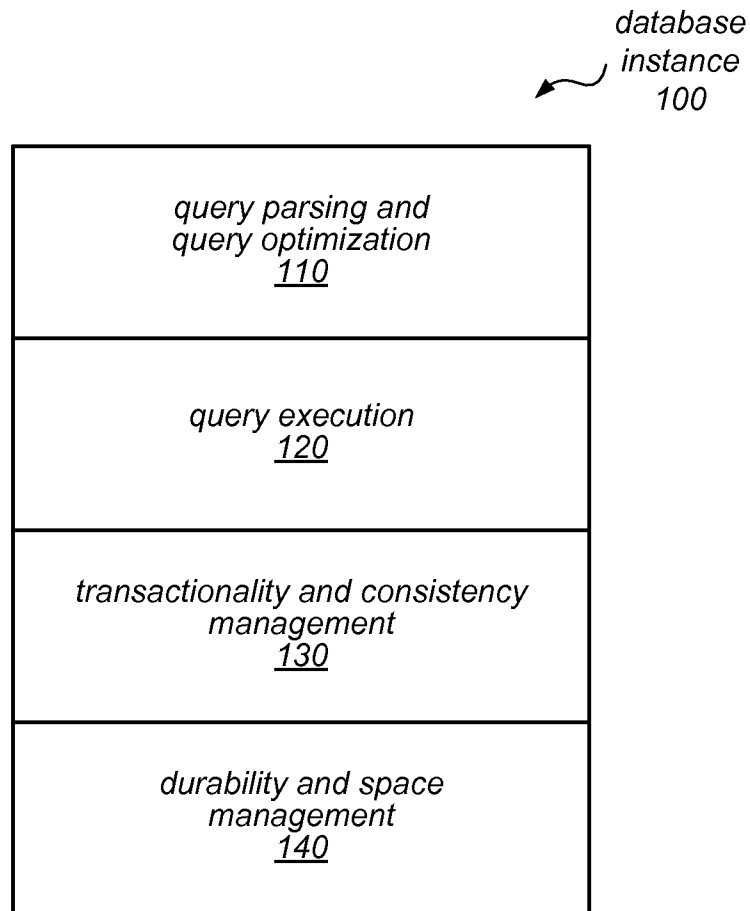 database
instance
100
query parsing and
query optimization
110
query execution
120
transactionality and consistency
management
130
durability and space
management
140